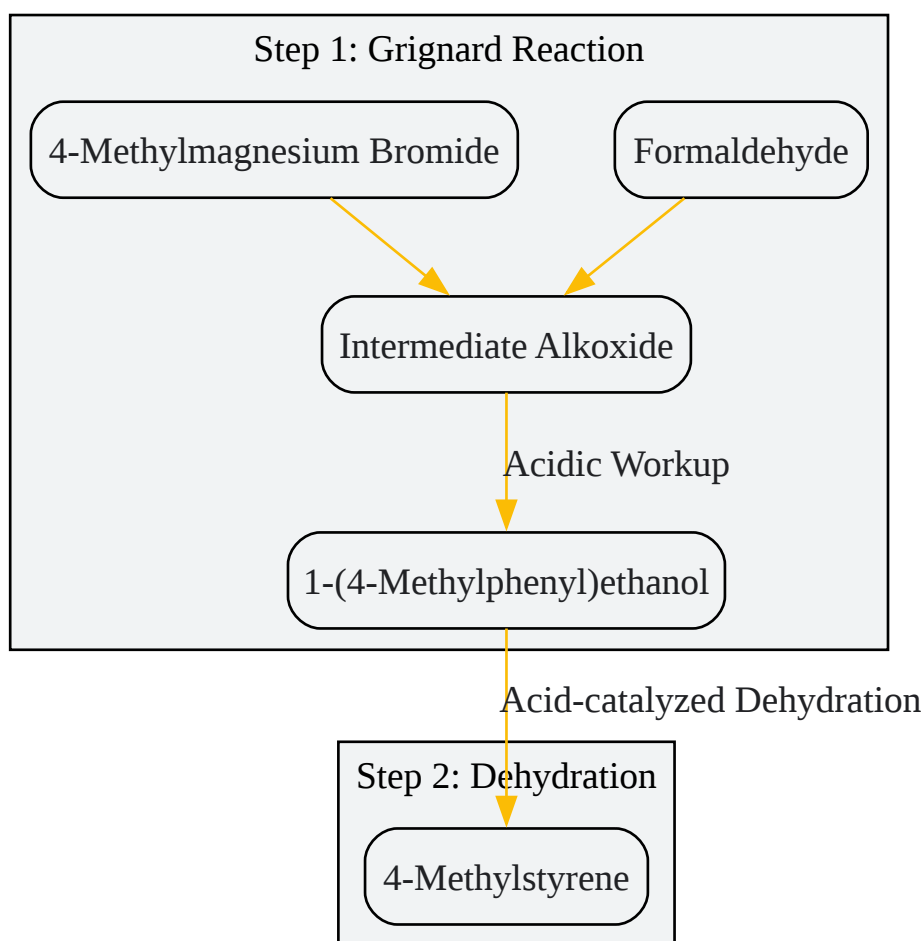 Step 1: Grignard Reaction
4-Methylmagnesium Bromide
Formaldehyde
Intermediate Alkoxide
Acidic Workup
1-(4-Methylphenyl)ethanol
Acid-catalyzed Dehydration
Step 2: Dehydration
4-Methylstyrene